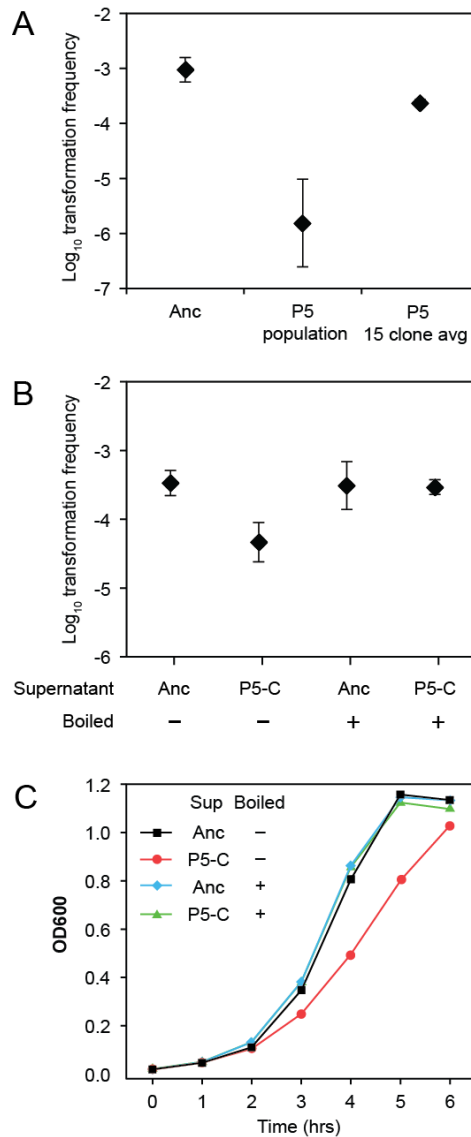 A
Log10 transformation frequency
-2
-3
-4
-5
-6
-7
Anc
P5 population
P5 15 clone avg
B
Log10 transformation frequency
-2
-3
-4
-5
-6
Supernatant Anc P5-C Anc P5-C
Boiled − − + +
C
OD600
1.2
1.0
0.8
0.6
0.4
0.2
0.0
Sup Boiled
Anc −
P5-C −
Anc +
P5-C +
0 1 2 3 4 5 6
Time (hrs)